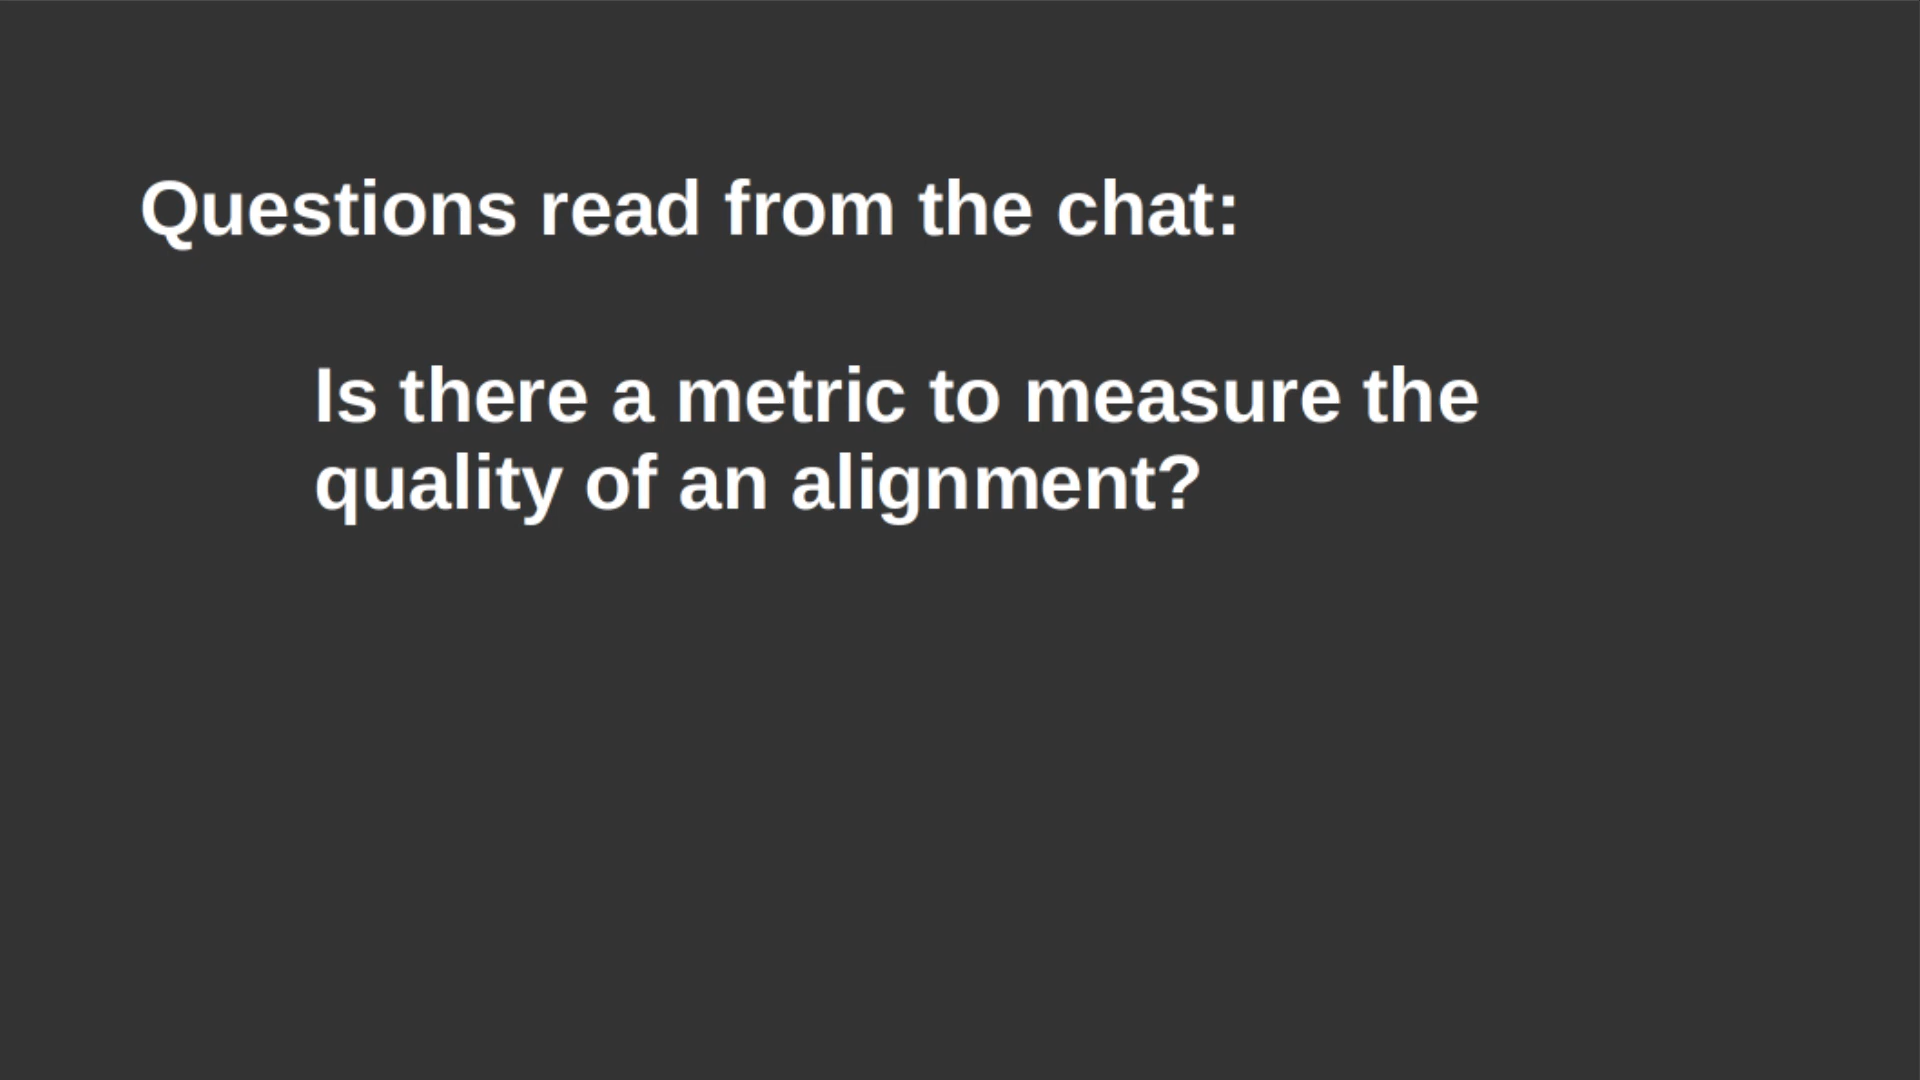 Questions read from the chat:
Is there a metric to measure the
quality of an alignment?